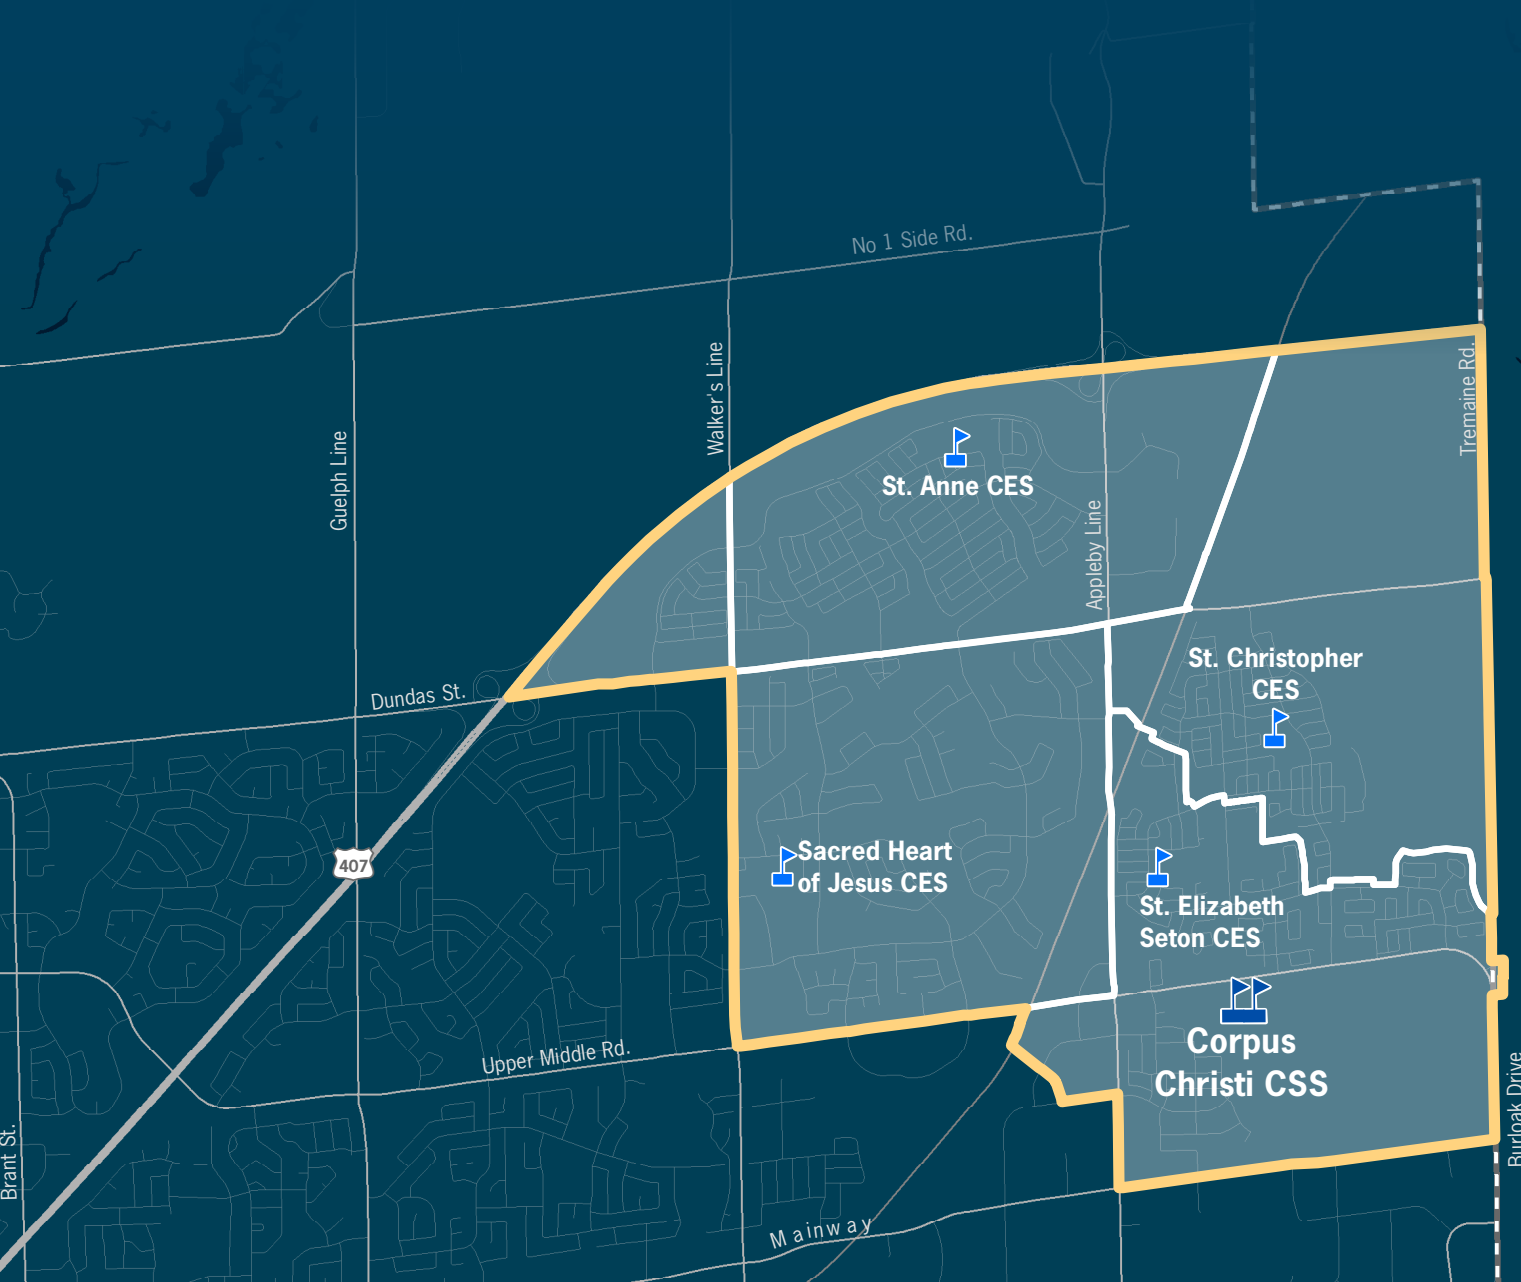 No 1 Side Rd.
Walker's Line
Tremaine Rd.
Guelph Line
St. Anne CES
Appleby Line
St. Christopher
CES
Dundas St.
Sacred Heart
of Jesus CES
407
St. Elizabeth
Seton CES
Corpus
Christi CSS
Upper Middle Rd.
Burloak Drive
Brant St.
Mainway